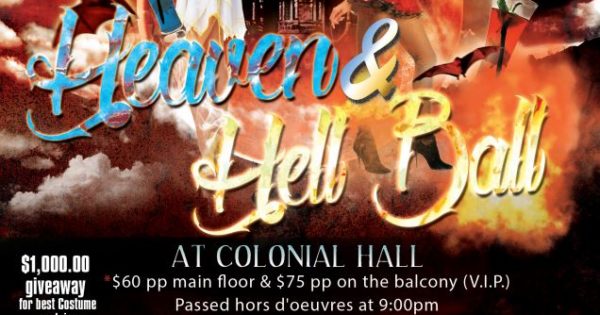 Heaven &
Hell Ball
AT COLONIAL HALL
$1,000.00
giveaway
for best Costume
*$60 pp main floor & $75 pp on the balcony (V.I.P.)
Passed hors d'oeuvres at 9:00pm